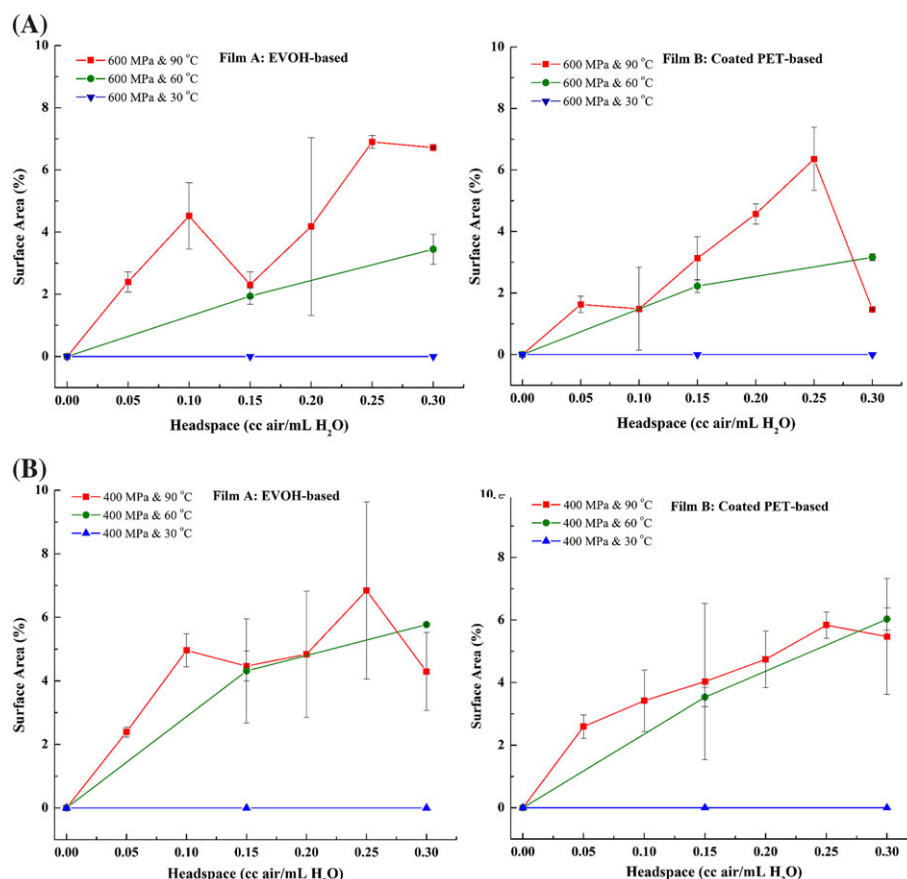 (A)
Film A: EVOH-based
600 MPa & 90 °C
600 MPa & 60 °C
600 MPa & 30 °C
10
8
6
4
2
0
Surface Area (%)
0.00 0.05 0.10 0.15 0.20 0.25 0.30
Headspace (cc air/mL H₂O)
Film B: Coated PET-based
600 MPa & 90 °C
600 MPa & 60 °C
600 MPa & 30 °C
10
8
6
4
2
0
Surface Area (%)
0.00 0.05 0.10 0.15 0.20 0.25 0.30
Headspace (cc air/mL H₂O)
(B)
Film A: EVOH-based
400 MPa & 90 °C
400 MPa & 60 °C
400 MPa & 30 °C
10
8
6
4
2
0
Surface Area (%)
0.00 0.05 0.10 0.15 0.20 0.25 0.30
Headspace (cc air/mL H₂O)
Film B: Coated PET-based
400 MPa & 90 °C
400 MPa & 60 °C
400 MPa & 30 °C
10
8
6
4
2
0
Surface Area (%)
0.00 0.05 0.10 0.15 0.20 0.25 0.30
Headspace (cc air/mL H₂O)